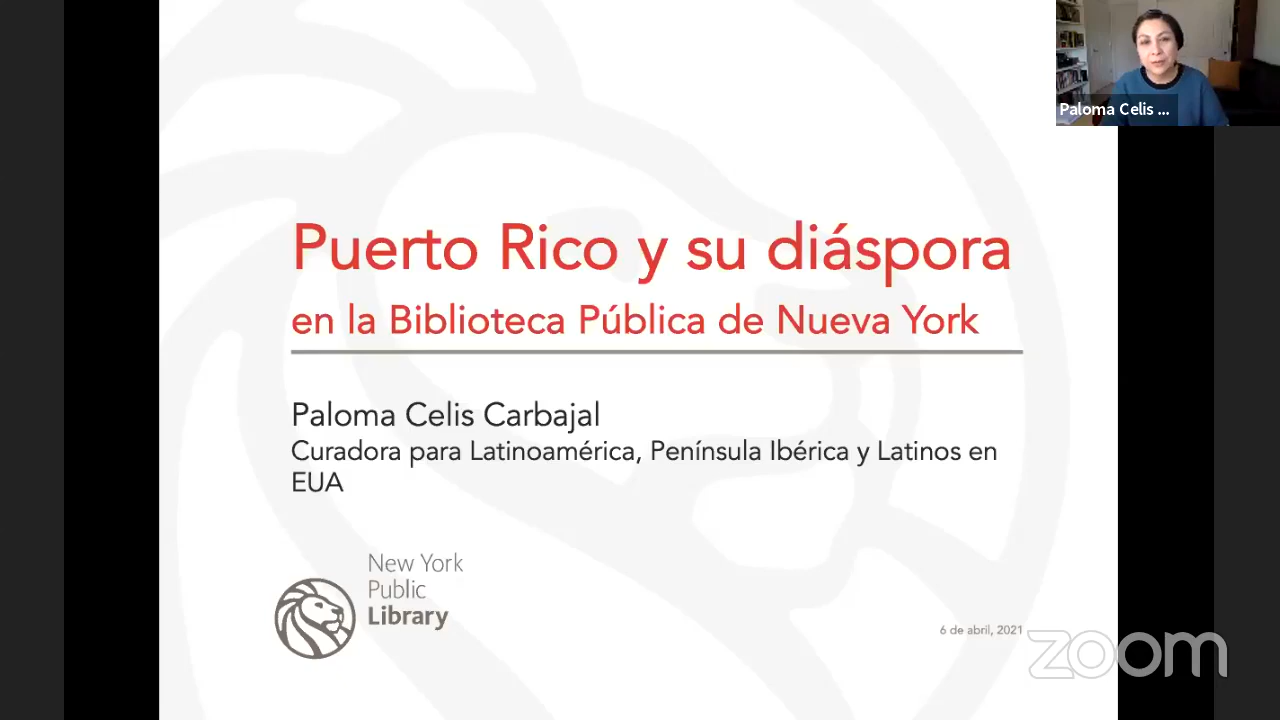 Paloma Celis ...
Puerto Rico y su diáspora
en la Biblioteca Pública de Nueva York
Paloma Celis Carbajal
Curadora para Latinoamérica, Península Ibérica y Latinos en
EUA
New York
Public
Library
6 de abril, 2021
zoom